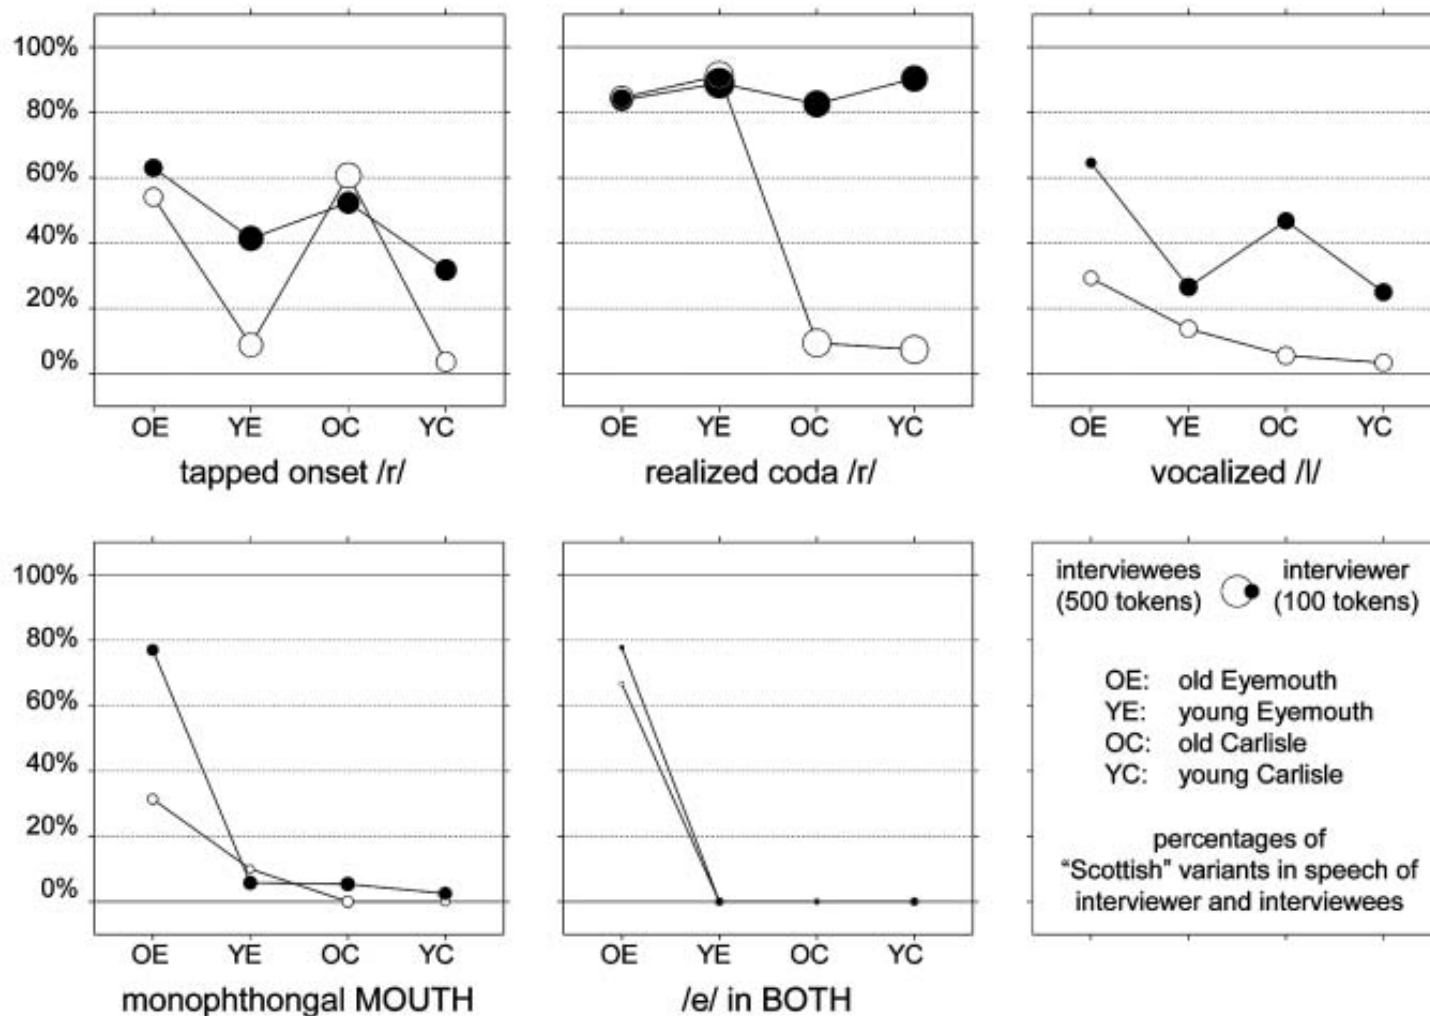 100%
80%
60%
40%
20%
0%
OE YE OC YC
tapped onset /r/
OE YE OC YC
realized coda /r/
OE YE OC YC
vocalized /l/
100%
80%
60%
40%
20%
0%
OE YE OC YC
monophthongal MOUTH
OE YE OC YC
/e/ in BOTH
interviewees interviewer
(500 tokens) (100 tokens)
OE: old Eyemouth
YE: young Eyemouth
OC: old Carlisle
YC: young Carlisle
percentages of
“Scottish” variants in speech of
interviewer and interviewees